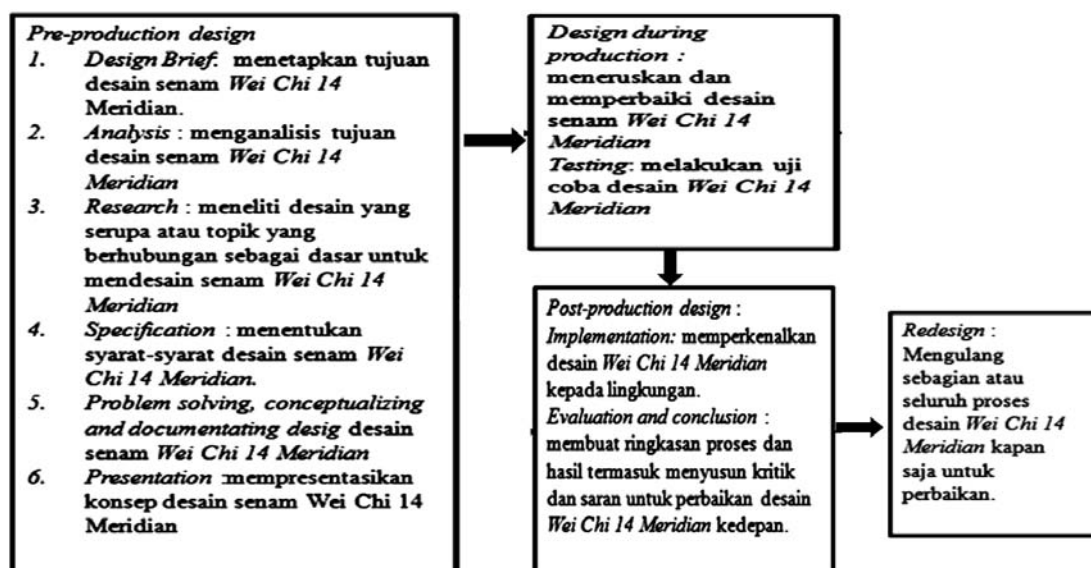 Pre-production design
1. Design Brief: menetapkan tujuan
desain senam Wei Chi 14
Meridian.
2. Analysis : menganalisis tujuan
desain senam Wei Chi 14
Meridian
3. Research : meneliti desain yang
serupa atau topik yang
berhubungan sebagai dasar untuk
mendesain senam Wei Chi 14
Meridian
4. Specification : menentukan
syarat-syarat desain senam Wei
Chi 14 Meridian.
5. Problem solving, conceptualizing
and documentating desig desain
senam Wei Chi 14 Meridian
6. Presentation :mempresentasikan
konsep desain senam Wei Chi 14
Meridian
Design during
production :
meneruskan dan
memperbaiki desain
senam Wei Chi 14
Meridian
Testing: melakukan uji
coba desain Wei Chi 14
Meridian
Post-production design :
Implementation: memperkenalkan
desain Wei Chi 14 Meridian
kepada lingkungan.
Evaluation and conclusion :
membuat ringkasan proses dan
hasil termasuk menyusun kritik
dan saran untuk perbaikan desain
Wei Chi 14 Meridian kedepan.
Redesign :
Mengulang
sebagian atau
seluruh proses
desain Wei Chi 14
Meridian kapan
saja untuk
perbaikan.